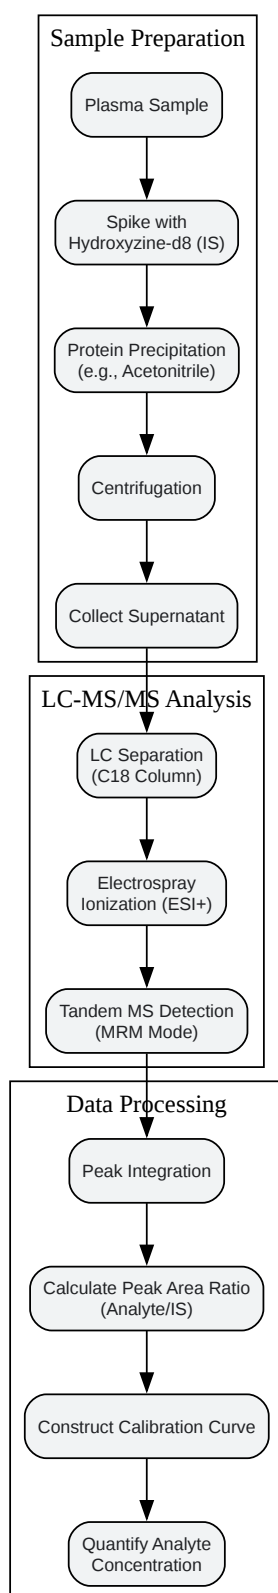 Sample Preparation
Plasma Sample
Spike with
Hydroxyzine-d8 (IS)
Protein Precipitation
(e.g., Acetonitrile)
Centrifugation
Collect Supernatant
LC-MS/MS Analysis
LC Separation
(C18 Column)
Electrospray
Ionization (ESI+)
Tandem MS Detection
(MRM Mode)
Data Processing
Peak Integration
Calculate Peak Area Ratio
(Analyte/IS)
Construct Calibration Curve
Quantify Analyte
Concentration